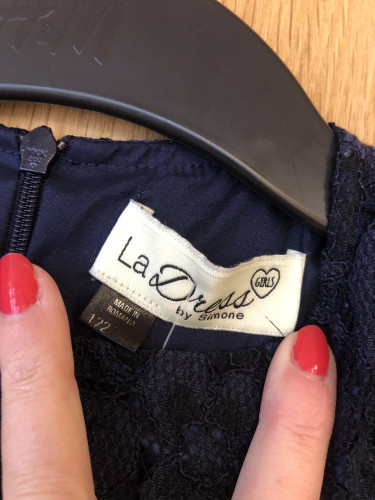 La Dress GIRLS
by Simone
MADE IN
ROMANIA
122